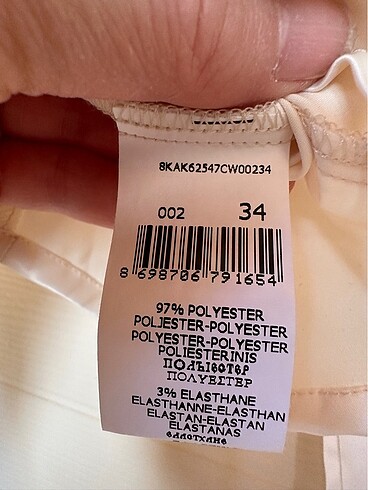 8KAK62547CW00234
002 34
8 698706 791654
97% POLYESTER
POLIESTER-POLYESTER
POLYESTER-POLYESTER
POLIESTERINIS
ΠΟΛΥΕΣΤΕΡ
3% ELASTHANE
ELASTHANNE-ELASTHAN
ELASTAN-ELASTAN
ELASTANAS